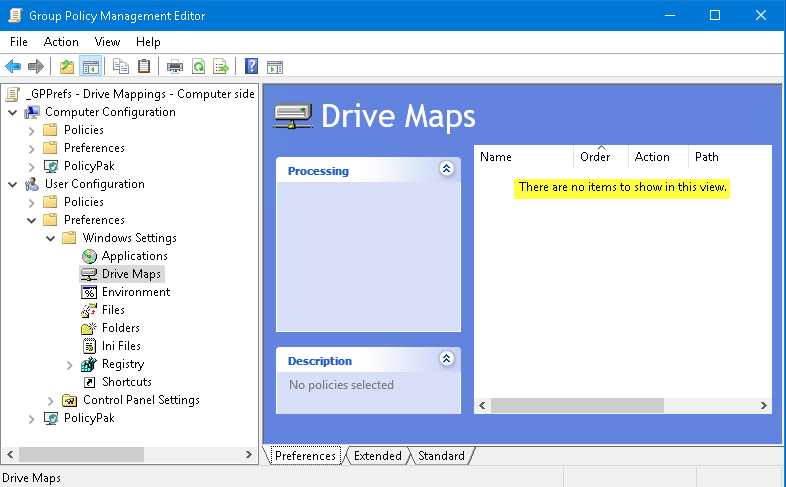 Group Policy Management Editor
File Action View Help
_GPPrefs - Drive Mappings - Computer side
Computer Configuration
Policies
Preferences
PolicyPak
User Configuration
Policies
Preferences
Windows Settings
Applications
Drive Maps
Environment
Files
Folders
Ini Files
Registry
Shortcuts
Control Panel Settings
PolicyPak
Drive Maps
Processing
Description
No policies selected
Name Order Action Path
There are no items to show in this view.
Preferences Extended Standard
Drive Maps